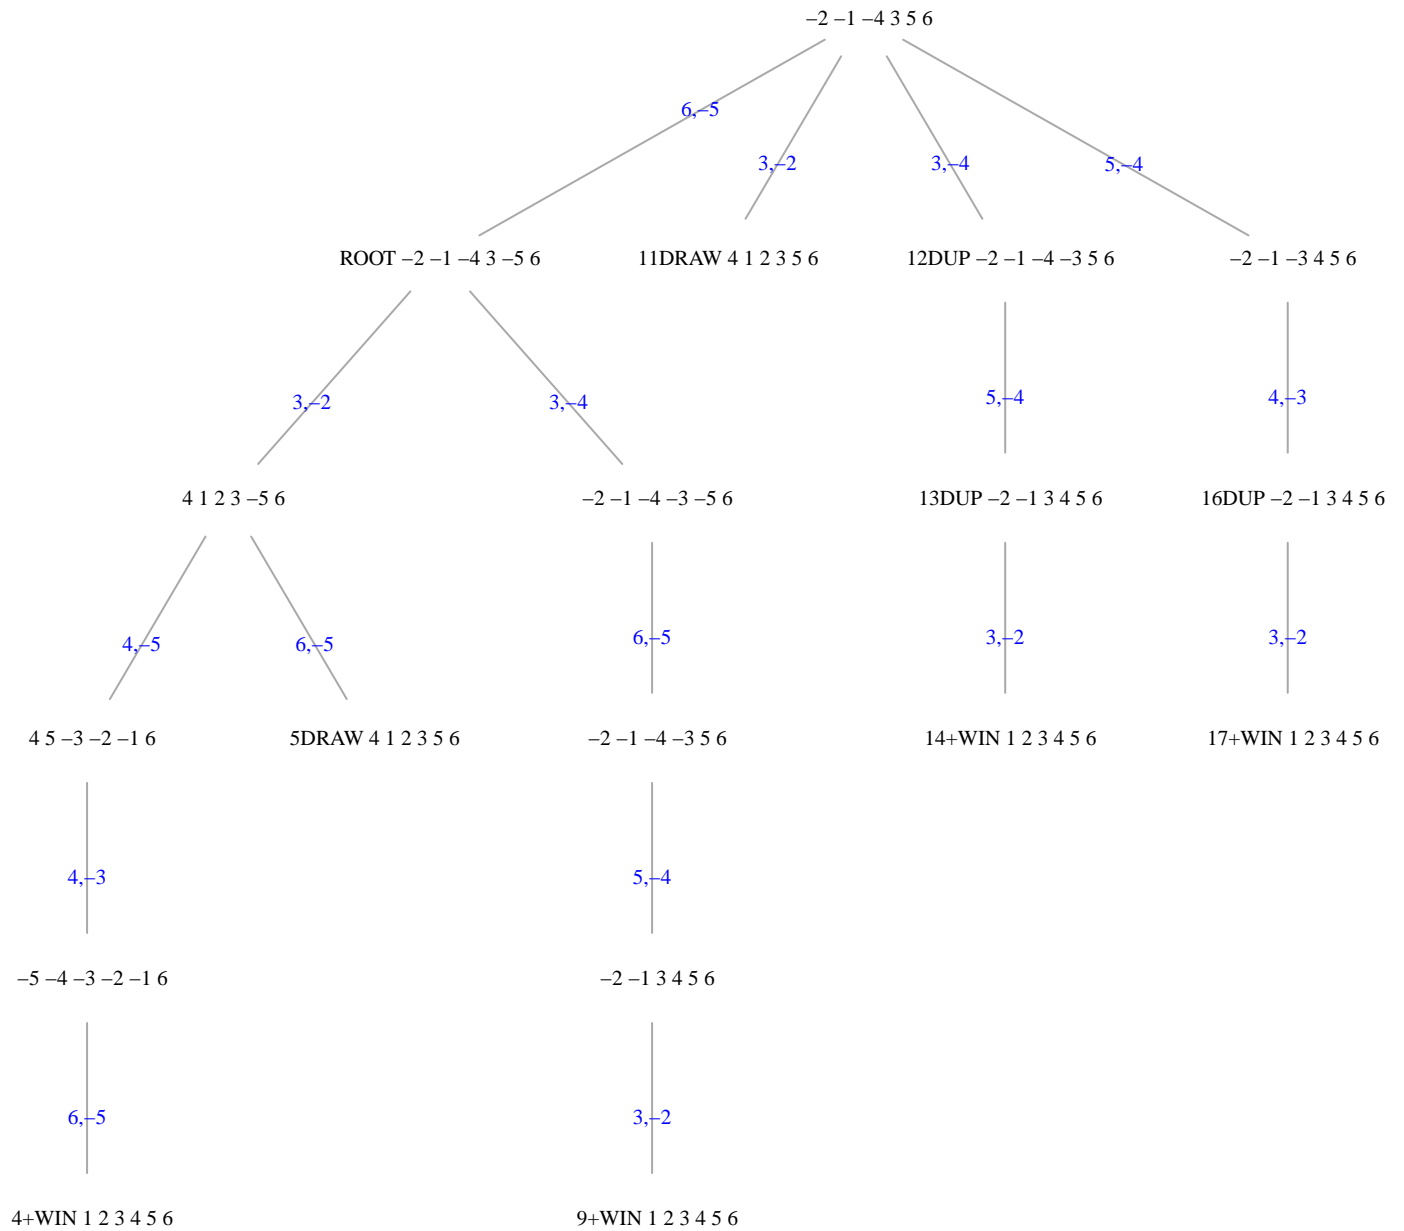 −2 −1 −4 3 5 6
6,−5
3,−2
3,−4
5,−4
ROOT −2 −1 −4 3 −5 6
11DRAW 4 1 2 3 5 6
12DUP −2 −1 −4 −3 5 6
−2 −1 −3 4 5 6
3,−2
3,−4
5,−4
4,−3
4 1 2 3 −5 6
−2 −1 −4 −3 −5 6
13DUP −2 −1 3 4 5 6
16DUP −2 −1 3 4 5 6
4,−5
6,−5
6,−5
3,−2
3,−2
4 5 −3 −2 −1 6
5DRAW 4 1 2 3 5 6
−2 −1 −4 −3 5 6
14+WIN 1 2 3 4 5 6
17+WIN 1 2 3 4 5 6
4,−3
5,−4
−5 −4 −3 −2 −1 6
−2 −1 3 4 5 6
6,−5
3,−2
4+WIN 1 2 3 4 5 6
9+WIN 1 2 3 4 5 6